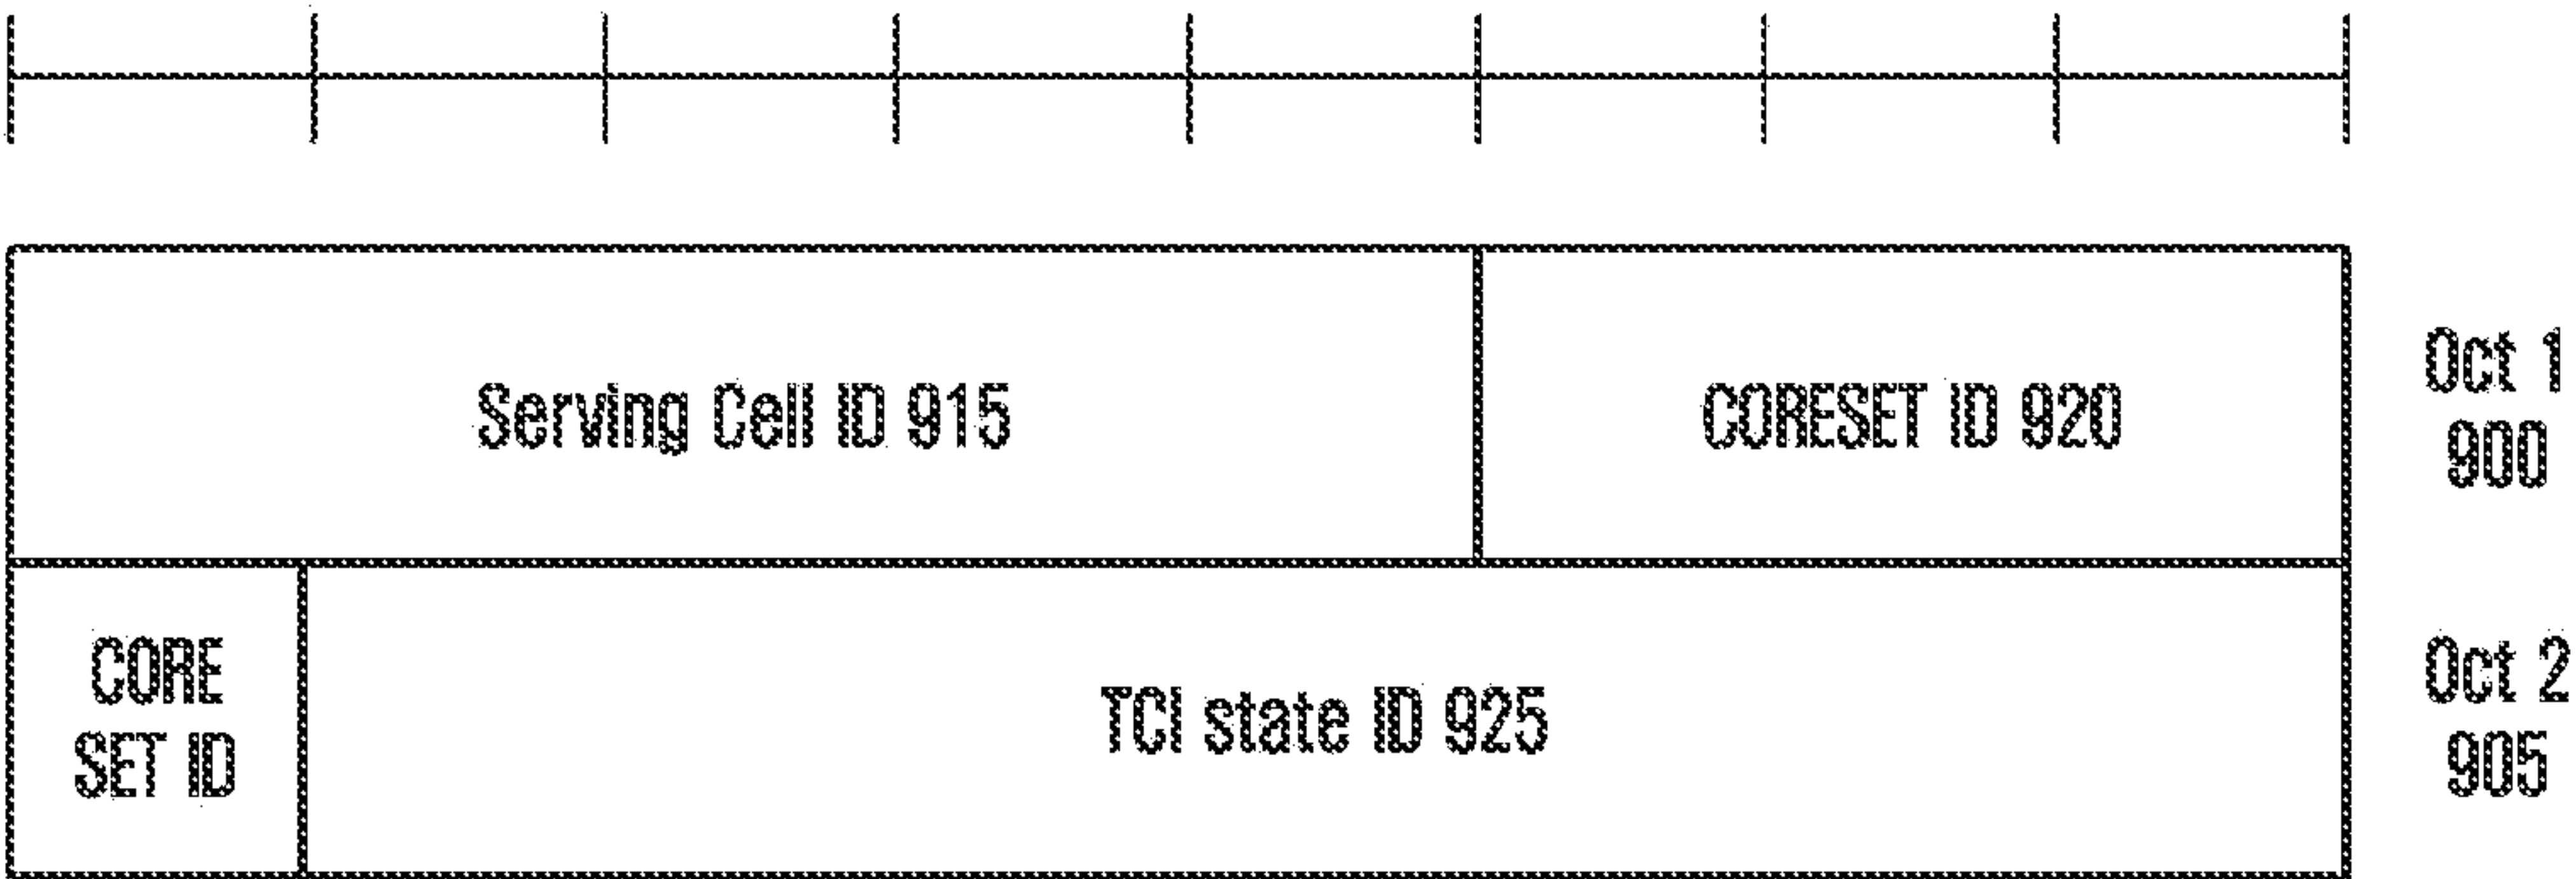 Serving Cell ID 915
CORESET ID 920
Oct 1
900
CORE
SET ID
TCI state ID 925
Oct 2
905